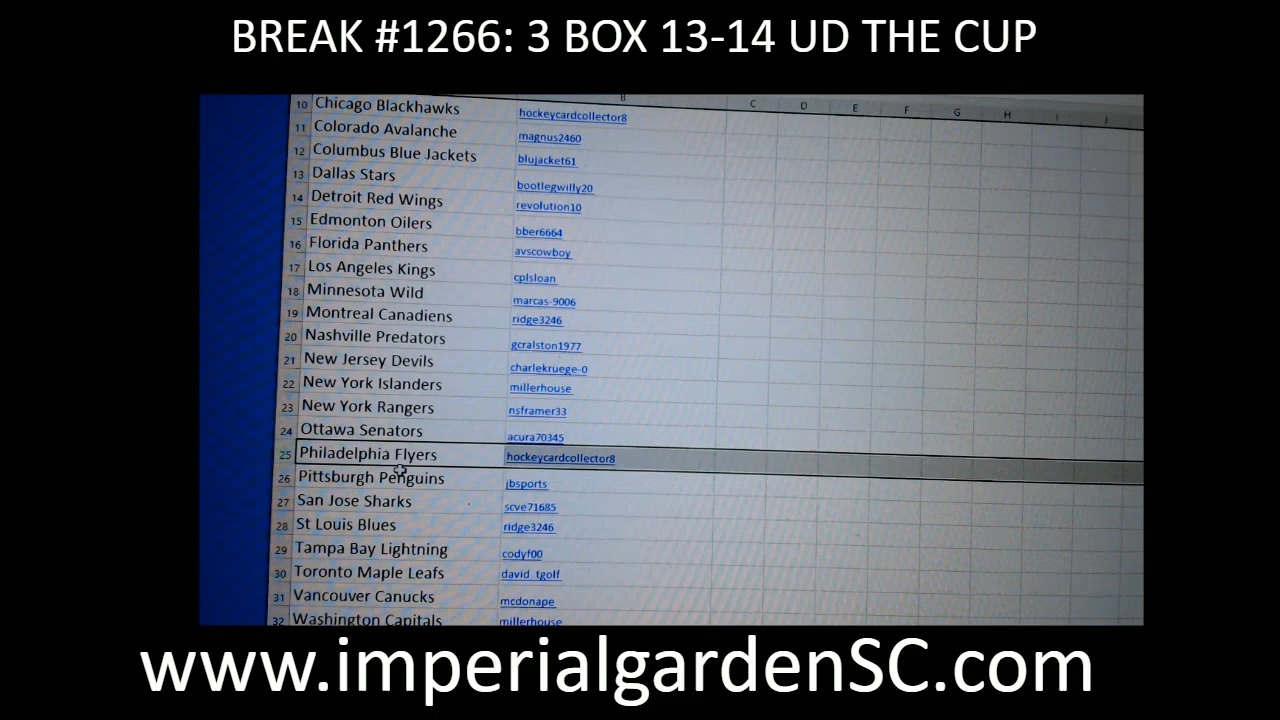 BREAK #1266: 3 BOX 13-14 UD THE CUP
B C D E F G H I J
10 Chicago Blackhawks hockeycardcollector8
11 Colorado Avalanche magnus2460
12 Columbus Blue Jackets blujacket61
13 Dallas Stars bootlegwilly20
14 Detroit Red Wings revolution10
15 Edmonton Oilers bber6664
16 Florida Panthers avscowboy
17 Los Angeles Kings cplsloan
18 Minnesota Wild marcas-9006
19 Montreal Canadiens ridge3246
20 Nashville Predators gcralston1977
21 New Jersey Devils charlekruege-0
22 New York Islanders millerhouse
23 New York Rangers nsframer33
24 Ottawa Senators acura70345
25 Philadelphia Flyers hockeycardcollector8
26 Pittsburgh Penguins jbsports
27 San Jose Sharks scve71685
28 St Louis Blues ridge3246
29 Tampa Bay Lightning codyf00
30 Toronto Maple Leafs david_tgolf
31 Vancouver Canucks mcdonape
32 Washington Capitals millerhouse
www.imperialgardenSC.com